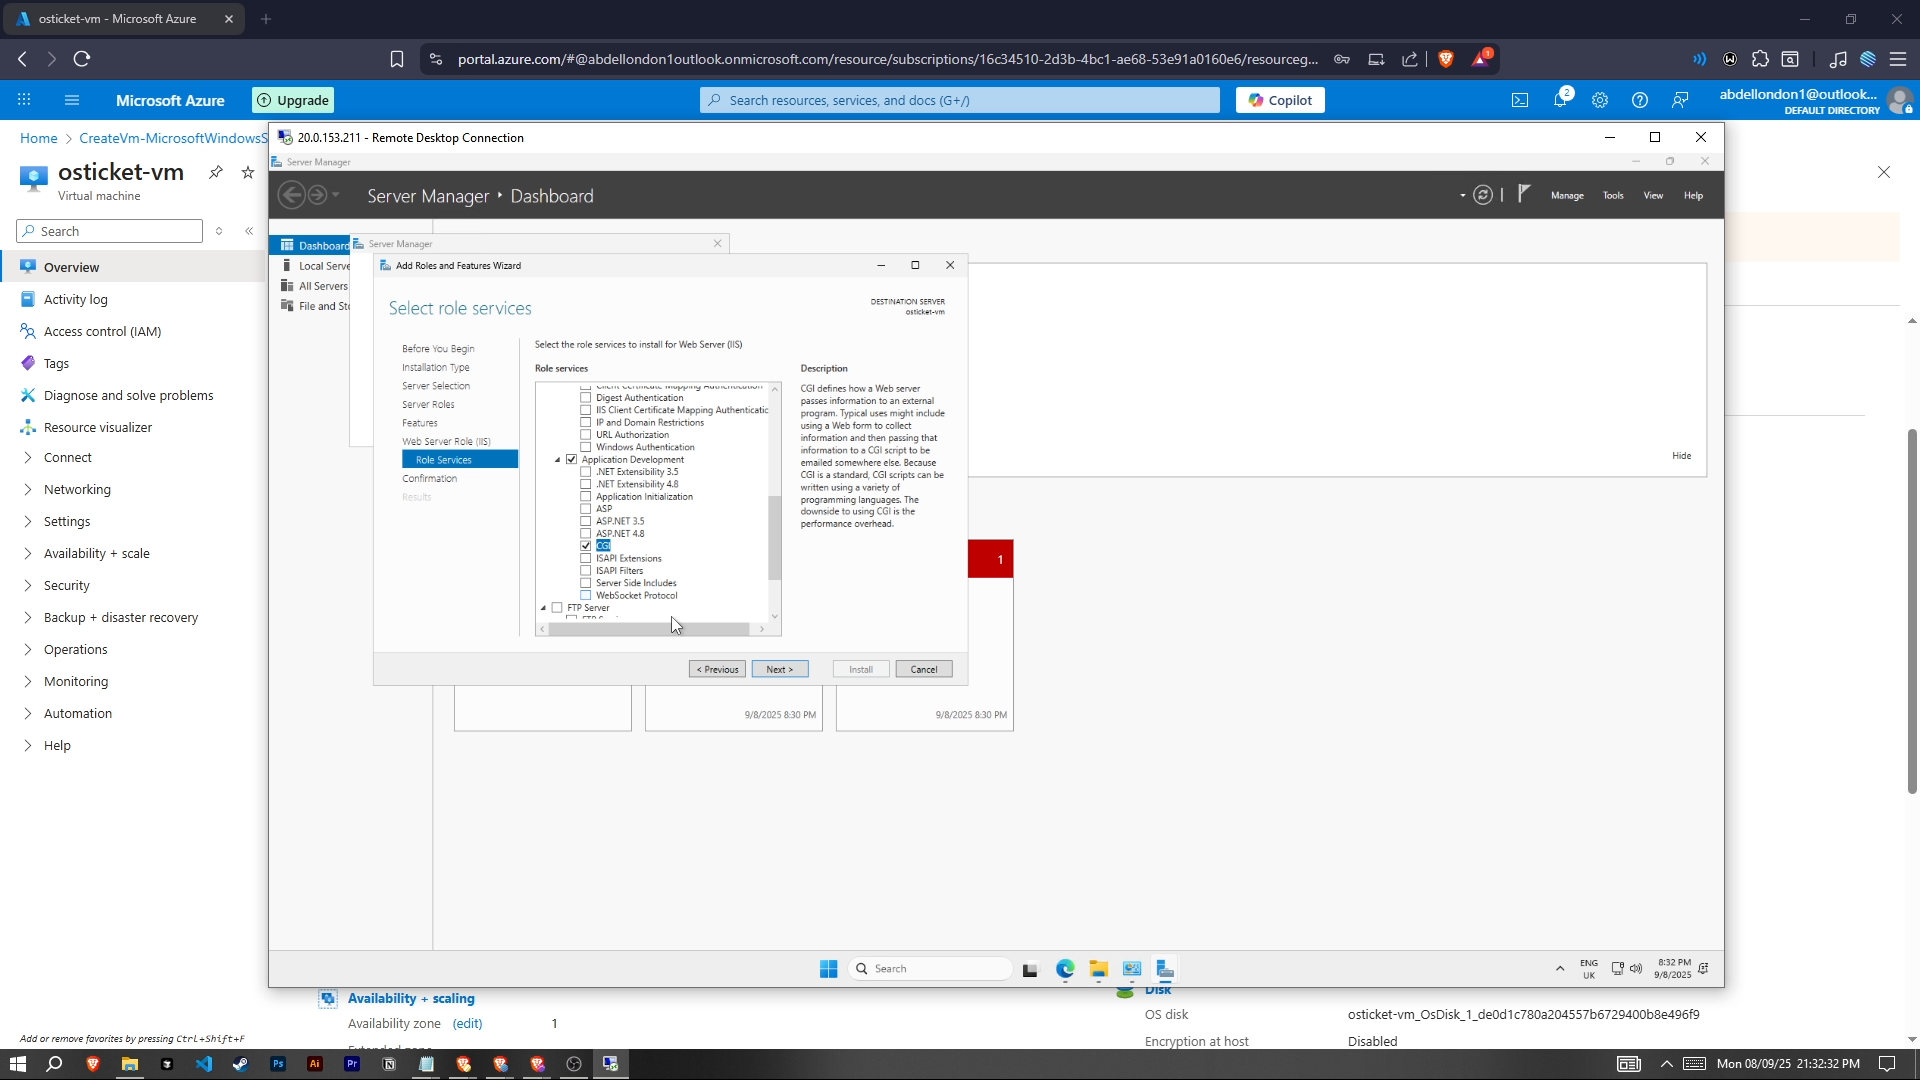 osticket-vm - Microsoft Azure
portal.azure.com/#@abdellondon1outlook.onmicrosoft.com/resource/subscriptions/16c34510-2d3b-4bc1-ae68-53e91a0160e6/resourceg...
1
Microsoft Azure
Upgrade
Search resources, services, and docs (G+/)
Copilot
2
abdellondon1@outlook...
DEFAULT DIRECTORY
Home > CreateVm-MicrosoftWindowsS
osticket-vm
Virtual machine
Search
Overview
Activity log
Access control (IAM)
Tags
Diagnose and solve problems
Resource visualizer
Connect
Networking
Settings
Availability + scale
Security
Backup + disaster recovery
Operations
Monitoring
Automation
Help
Add or remove favorites by pressing Ctrl+Shift+F
20.0.153.211 - Remote Desktop Connection
Server Manager
Server Manager ‣ Dashboard
Manage
Tools
View
Help
Dashboard
Local Serve
All Servers
File and Sto
Server Manager
Add Roles and Features Wizard
Select role services
DESTINATION SERVER
osticket-vm
Before You Begin
Installation Type
Server Selection
Server Roles
Features
Web Server Role (IIS)
Role Services
Confirmation
Results
Select the role services to install for Web Server (IIS)
Role services
Client Certificate Mapping Authentication
Digest Authentication
IIS Client Certificate Mapping Authenticatic
IP and Domain Restrictions
URL Authorization
Windows Authentication
Application Development
.NET Extensibility 3.5
.NET Extensibility 4.8
Application Initialization
ASP
ASP.NET 3.5
ASP.NET 4.8
CGI
ISAPI Extensions
ISAPI Filters
Server Side Includes
WebSocket Protocol
FTP Server
Description
CGI defines how a Web server
passes information to an external
program. Typical uses might include
using a Web form to collect
information and then passing that
information to a CGI script to be
emailed somewhere else. Because
CGI is a standard, CGI scripts can be
written using a variety of
programming languages. The
downside to using CGI is the
performance overhead.
< Previous
Next >
Install
Cancel
Hide
1
9/8/2025 8:30 PM
9/8/2025 8:30 PM
Search
ENG
UK
8:32 PM
9/8/2025
Availability + scaling
Availability zone (edit)
1
Disk
OS disk
osticket-vm_OsDisk_1_de0d1c780a204557b6729400b8e496f9
Encryption at host
Disabled
Mon 08/09/25 21:32:32 PM